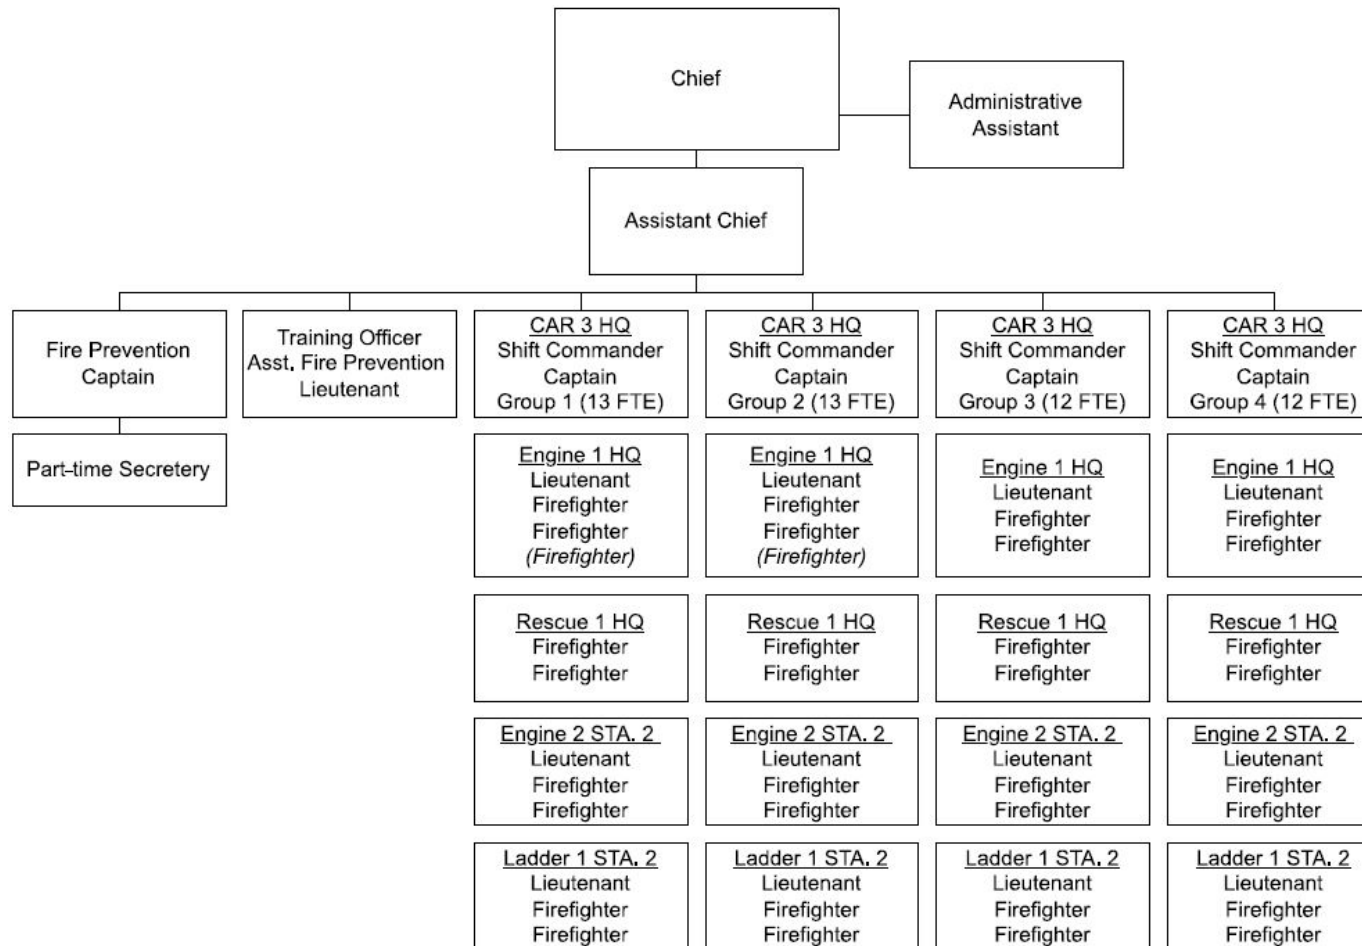 Chief
Administrative
Assistant
Assistant Chief
Fire Prevention
Captain
Part-time Secretery
Training Officer
Asst. Fire Prevention
Lieutenant
CAR 3 HQ
Shift Commander
Captain
Group 1 (13 FTE)
Engine 1 HQ
Lieutenant
Firefighter
Firefighter
(Firefighter)
Rescue 1 HQ
Firefighter
Firefighter
Engine 2 STA. 2
Lieutenant
Firefighter
Firefighter
Ladder 1 STA. 2
Lieutenant
Firefighter
Firefighter
CAR 3 HQ
Shift Commander
Captain
Group 2 (13 FTE)
Engine 1 HQ
Lieutenant
Firefighter
Firefighter
(Firefighter)
Rescue 1 HQ
Firefighter
Firefighter
Engine 2 STA. 2
Lieutenant
Firefighter
Firefighter
Ladder 1 STA. 2
Lieutenant
Firefighter
Firefighter
CAR 3 HQ
Shift Commander
Captain
Group 3 (12 FTE)
Engine 1 HQ
Lieutenant
Firefighter
Firefighter
Rescue 1 HQ
Firefighter
Firefighter
Engine 2 STA. 2
Lieutenant
Firefighter
Firefighter
Ladder 1 STA. 2
Lieutenant
Firefighter
Firefighter
CAR 3 HQ
Shift Commander
Captain
Group 4 (12 FTE)
Engine 1 HQ
Lieutenant
Firefighter
Firefighter
Rescue 1 HQ
Firefighter
Firefighter
Engine 2 STA. 2
Lieutenant
Firefighter
Firefighter
Ladder 1 STA. 2
Lieutenant
Firefighter
Firefighter